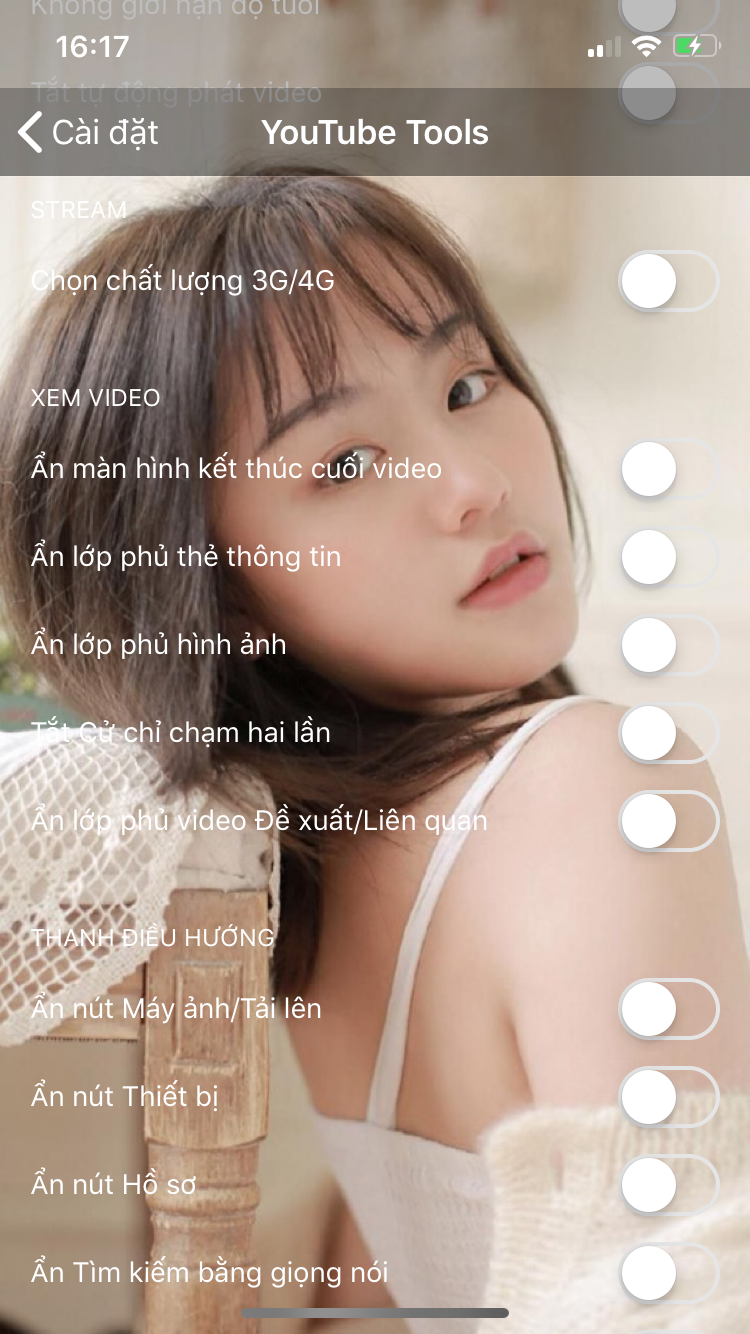 Không giới hạn độ tuổi
16:17
Tắt tự động phát video
Cài đặt
YouTube Tools
STREAM
Chọn chất lượng 3G/4G
XEM VIDEO
Ẩn màn hình kết thúc cuối video
Ẩn lớp phủ thẻ thông tin
Ẩn lớp phủ hình ảnh
Tắt Cử chỉ chạm hai lần
Ẩn lớp phủ video Đề xuất/Liên quan
THANH ĐIỀU HƯỚNG
Ẩn nút Máy ảnh/Tải lên
Ẩn nút Thiết bị
Ẩn nút Hồ sơ
Ẩn Tìm kiếm bằng giọng nói